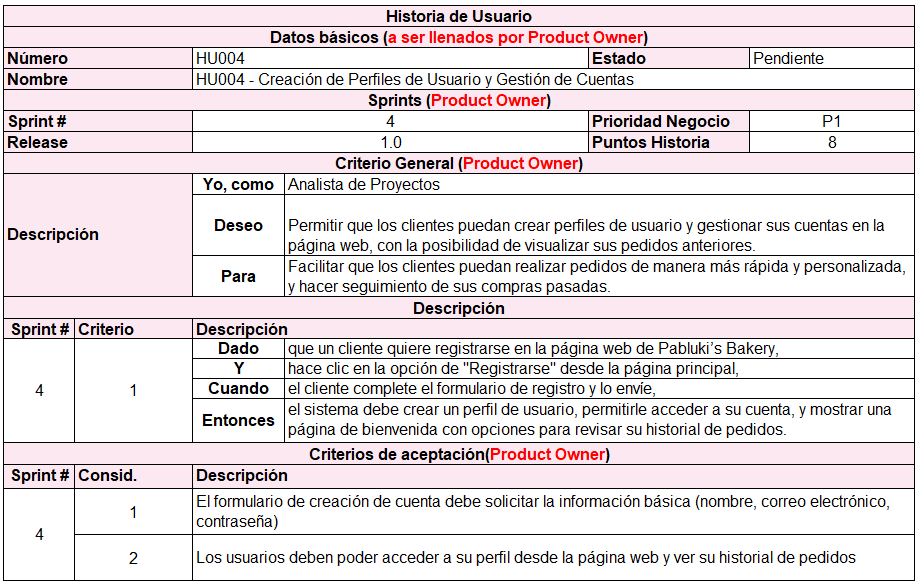 Historia de Usuario
Datos básicos (a ser llenados por Product Owner)
Número HU004 Estado Pendiente
Nombre HU004 - Creación de Perfiles de Usuario y Gestión de Cuentas
Sprints (Product Owner)
Sprint # 4 Prioridad Negocio P1
Release 1.0 Puntos Historia 8
Criterio General (Product Owner)
Descripción
Yo, como Analista de Proyectos
Deseo
Permitir que los clientes puedan crear perfiles de usuario y gestionar sus cuentas en la
página web, con la posibilidad de visualizar sus pedidos anteriores.
Para
Facilitar que los clientes puedan realizar pedidos de manera más rápida y personalizada,
y hacer seguimiento de sus compras pasadas.
Descripción
Sprint # Criterio Descripción
4 1
Dado que un cliente quiere registrarse en la página web de Pabluki’s Bakery,
Y hace clic en la opción de "Registrarse" desde la página principal,
Cuando el cliente complete el formulario de registro y lo envíe,
Entonces
el sistema debe crear un perfil de usuario, permitirle acceder a su cuenta, y mostrar una
página de bienvenida con opciones para revisar su historial de pedidos.
Criterios de aceptación(Product Owner)
Sprint # Consid. Descripción
4
1
El formulario de creación de cuenta debe solicitar la información básica (nombre, correo electrónico,
contraseña)
2 Los usuarios deben poder acceder a su perfil desde la página web y ver su historial de pedidos